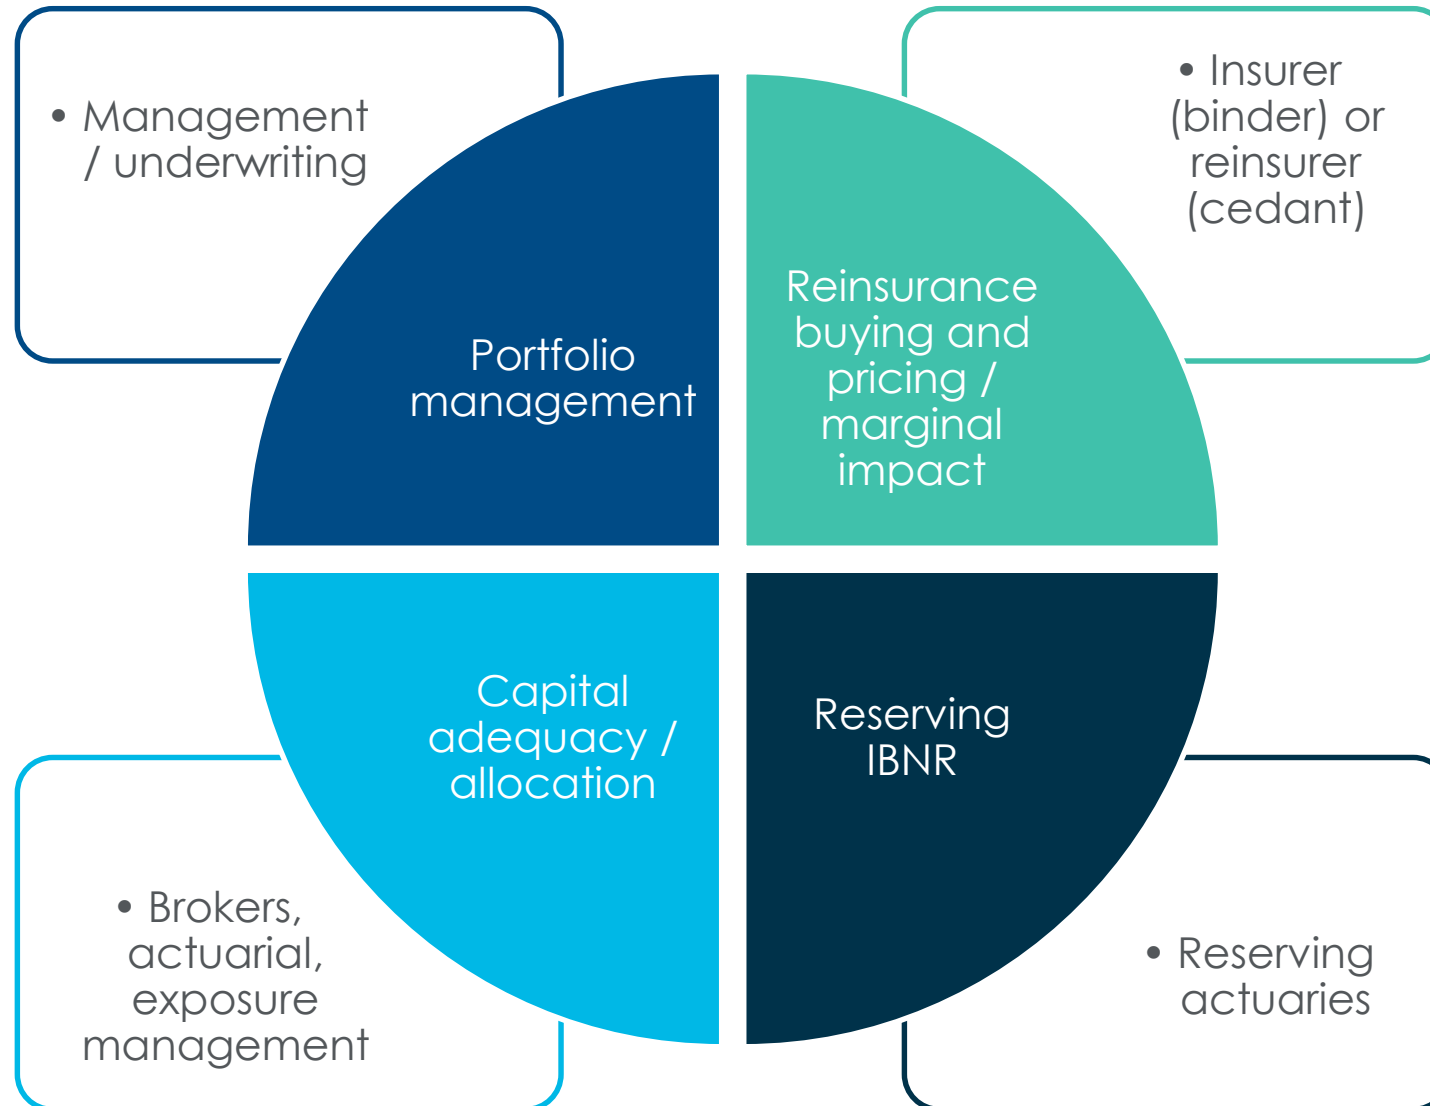 • Management
/ underwriting
Portfolio
management
• Insurer
(binder) or
reinsurer
(cedant)
Reinsurance
buying and
pricing /
marginal
impact
Capital
adequacy /
allocation
• Brokers,
actuarial,
exposure
management
Reserving
IBNR
• Reserving
actuaries